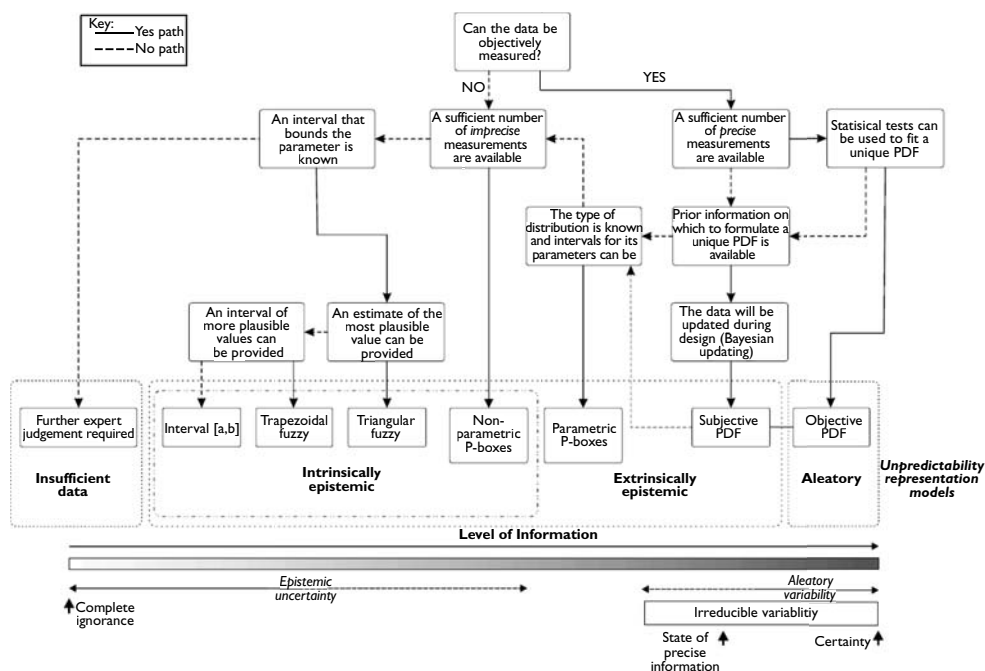 Key:
Yes path
No path
Can the data be
objectively
measured?
NO
YES
An interval that
bounds the
parameter is
known
A sufficient number
of imprecise
measurements
are available
A sufficient number
of precise
measurements
are available
Statisical tests can
be used to fit a
unique PDF
The type of
distribution is known
and intervals for its
parameters can be
Prior information on
which to formulate a
unique PDF is
available
An interval of
more plausible
values can
be provided
An estimate of the
most plausible
value can be
provided
The data will be
updated during
design (Bayesian
updating)
Further expert
judgement required
Interval [a,b]
Trapezoidal
fuzzy
Triangular
fuzzy
Non-
parametric
P-boxes
Parametric
P-boxes
Subjective
PDF
Objective
PDF
Insufficient
data
Intrinsically
epistemic
Extrinsically
epistemic
Aleatory
Unpredictability
representation
models
Level of Information
Epistemic
uncertainty
Aleatory
variability
Complete
ignorance
Irreducible variablitiy
State of
precise
information
Certainty